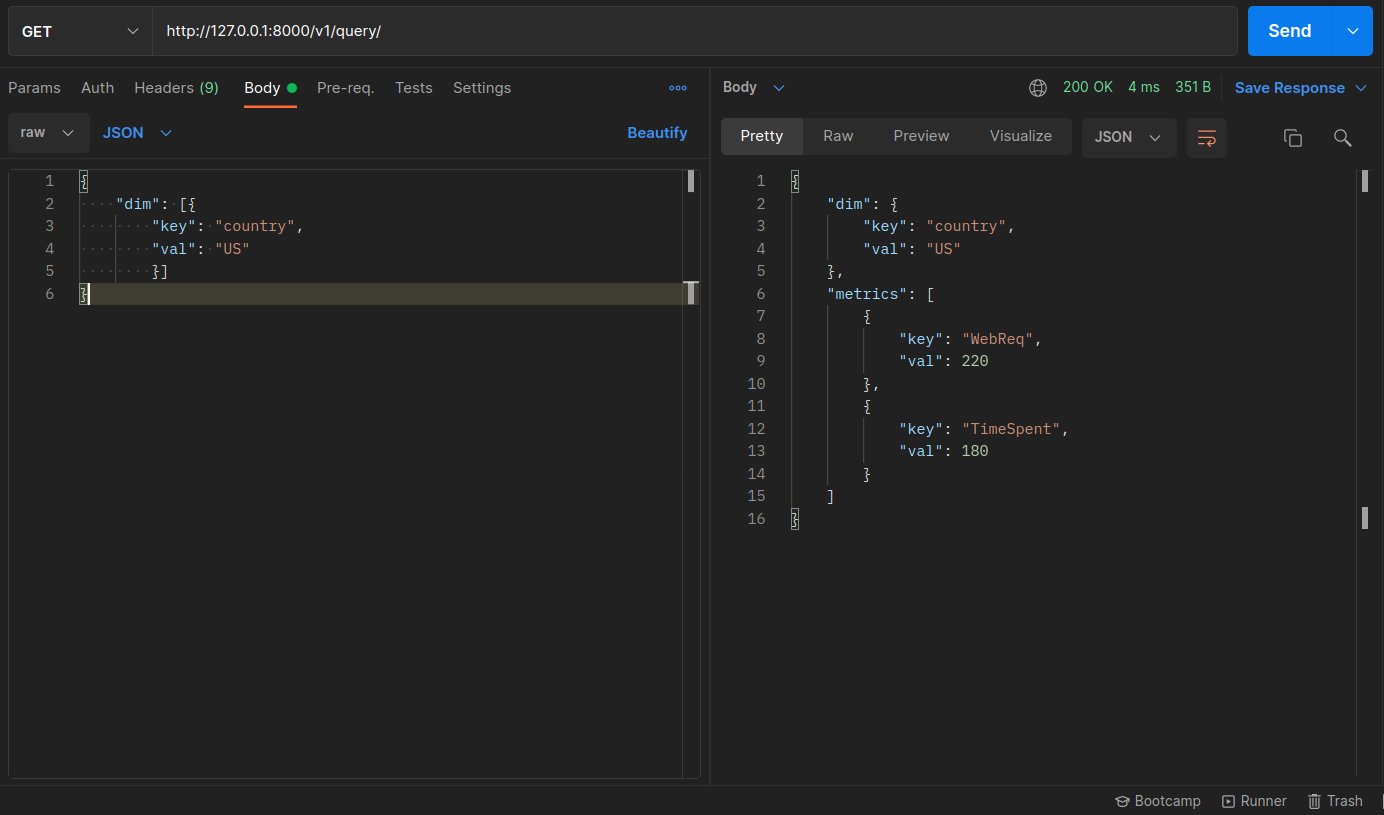 GET http://127.0.0.1:8000/v1/query/ Send
Params Auth Headers (9) Body Pre-req. Tests Settings
raw JSON Beautify
1 {
2 "dim": [{
3 "key": "country",
4 "val": "US"
5 }]
6 }
Body 200 OK 4 ms 351 B Save Response
Pretty Raw Preview Visualize JSON
1 {
2 "dim": {
3 "key": "country",
4 "val": "US"
5 },
6 "metrics": [
7 {
8 "key": "WebReq",
9 "val": 220
10 },
11 {
12 "key": "TimeSpent",
13 "val": 180
14 }
15 ]
16 }
Bootcamp Runner Trash